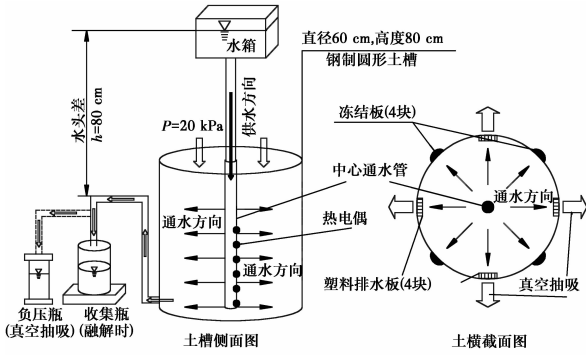 水箱
直径60 cm,高度80 cm
钢制圆形土槽
水头差
h=80 cm
供水方向
P=20 kPa
冻结板(4块)
中心通水管
通水方向
热电偶
通水方向
通水方向
塑料排水板(4块)
真空抽吸
负压瓶
(真空抽吸)
收集瓶
(融解时)
土槽侧面图
土横截面图